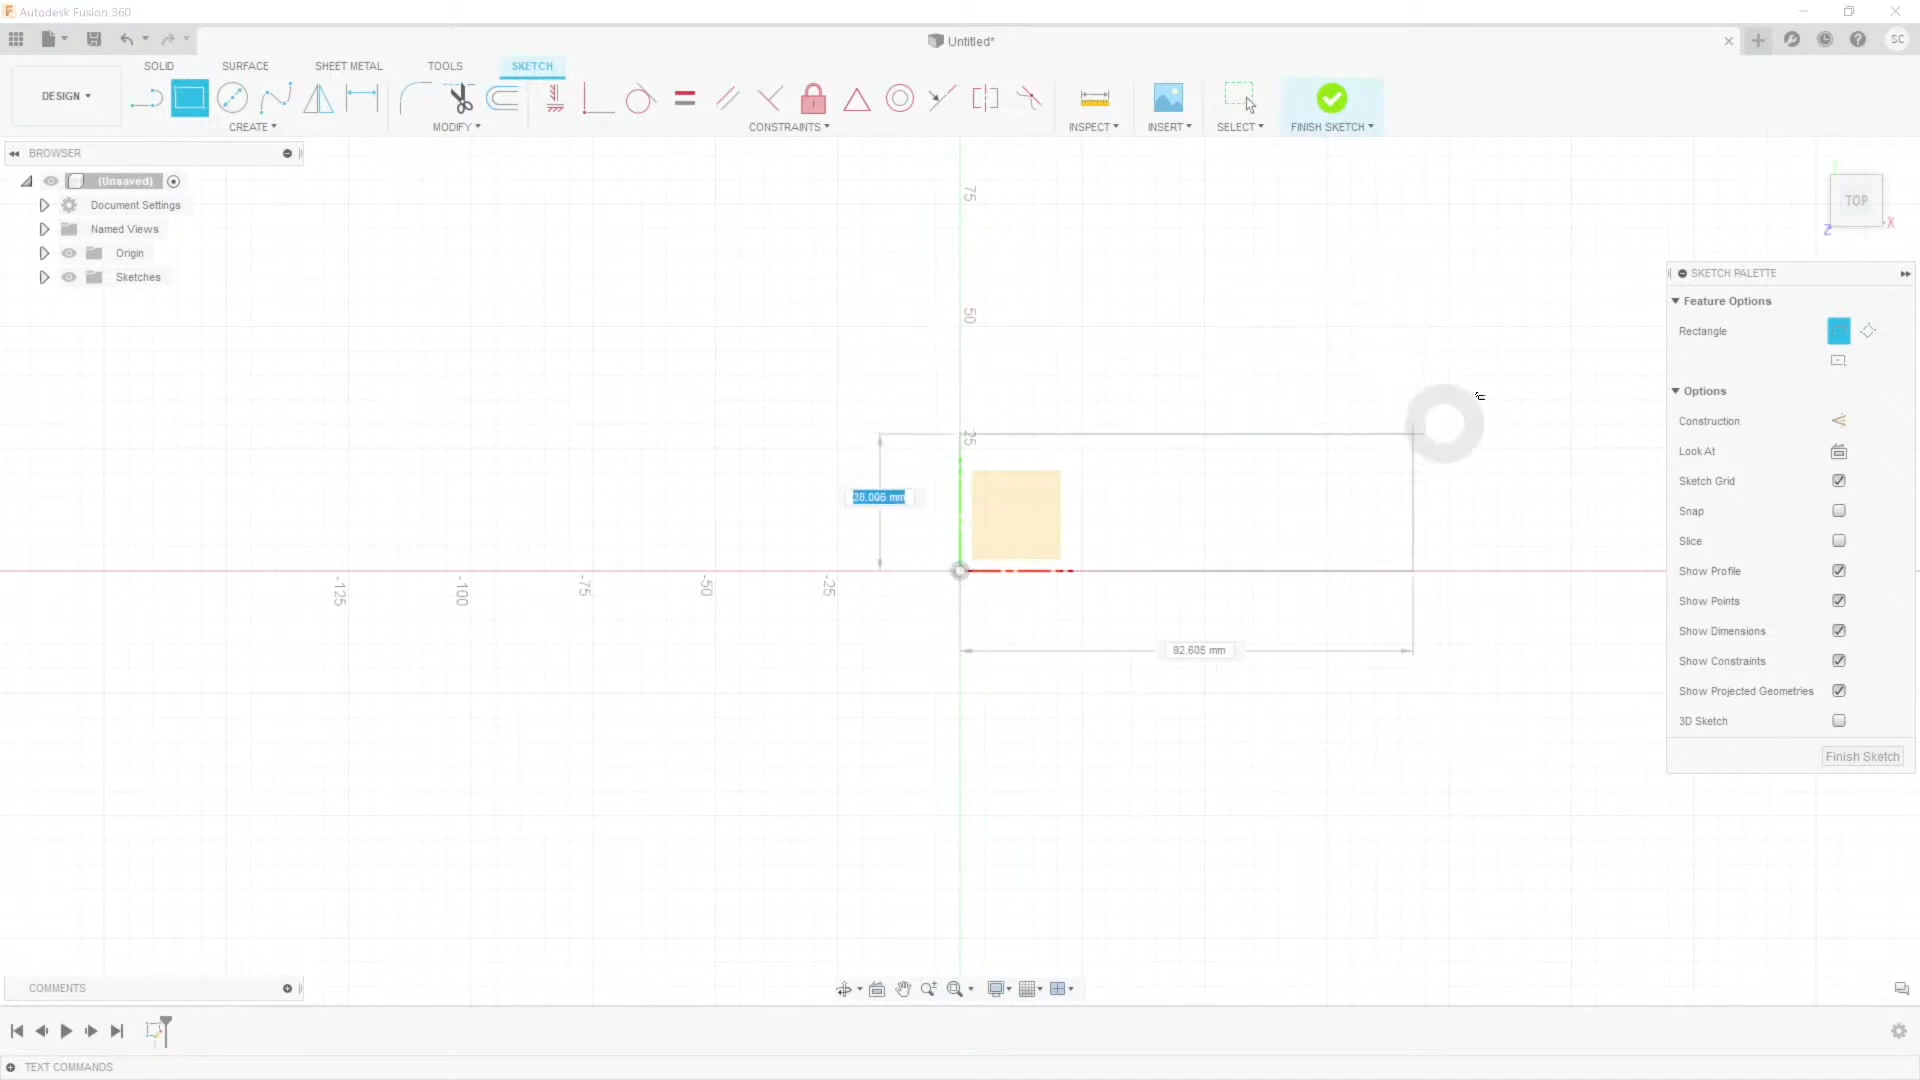 Autodesk Fusion 360
Untitled*
SC
SOLID
SURFACE
SHEET METAL
TOOLS
SKETCH
DESIGN
CREATE
MODIFY
CONSTRAINTS
INSPECT
INSERT
SELECT
FINISH SKETCH
BROWSER
(Unsaved)
Document Settings
Named Views
Origin
Sketches
75
50
25
-125
-100
-75
-50
-25
28.006 mm
92.605 mm
TOP
X
Z
SKETCH PALETTE
Feature Options
Rectangle
Options
Construction
Look At
Sketch Grid
Snap
Slice
Show Profile
Show Points
Show Dimensions
Show Constraints
Show Projected Geometries
3D Sketch
Finish Sketch
COMMENTS
TEXT COMMANDS